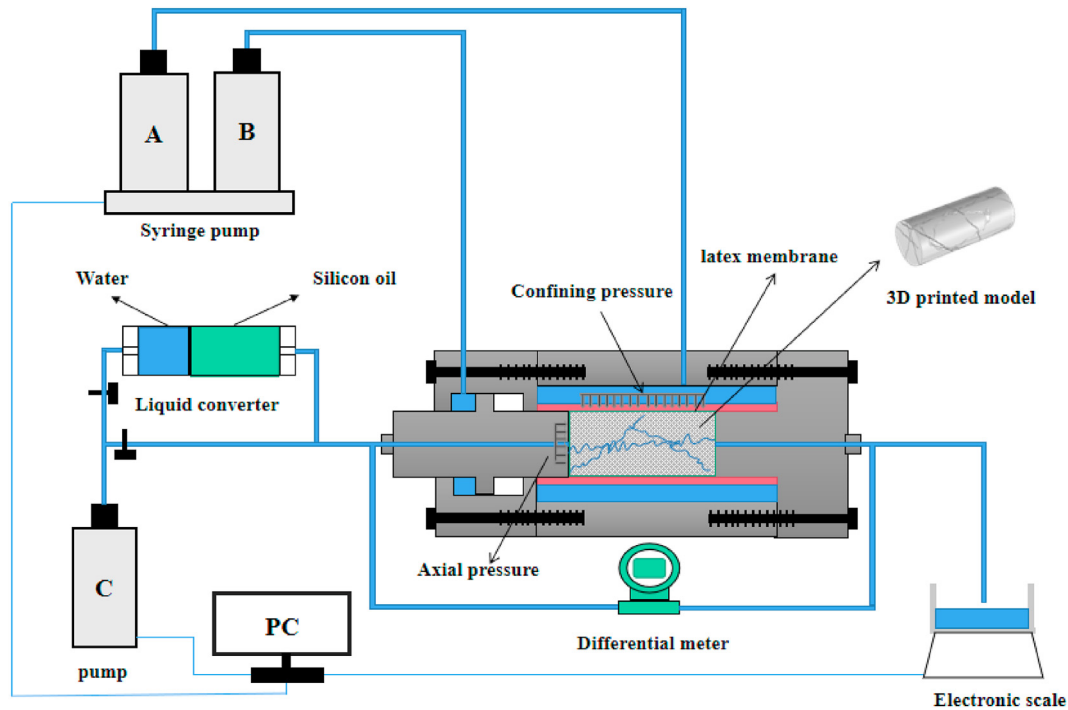 A
B
Syringe pump
Water
Silicon oil
Liquid converter
Confining pressure
latex membrane
3D printed model
Axial pressure
C
pump
PC
Differential meter
Electronic scale